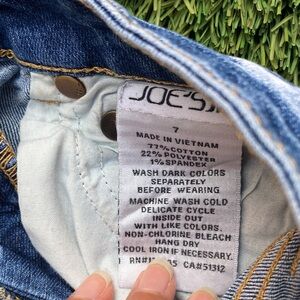 JOE'S
7
MADE IN VIETNAM
77% COTTON
22% POLYESTER
1% SPANDEX
WASH DARK COLORS
SEPARATELY
BEFORE WEARING
MACHINE WASH COLD
DELICATE CYCLE
INSIDE OUT
WITH LIKE COLORS.
NON-CHLORINE BLEACH
HANG DRY
COOL IRON IF NECESSARY.
CA#51312